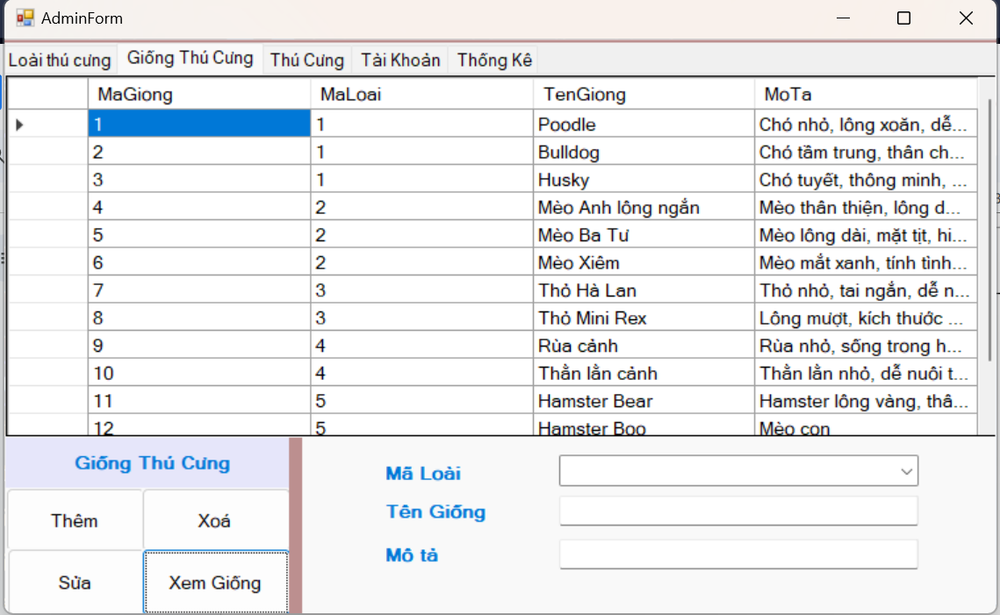 AdminForm
Loài thú cưng Giống Thú Cưng Thú Cưng Tài Khoản Thống Kê
MaGiong MaLoai TenGiong MoTa
1 1 Poodle Chó nhỏ, lông xoăn, dễ...
2 1 Bulldog Chó tầm trung, thân ch...
3 1 Husky Chó tuyết, thông minh, ...
4 2 Mèo Anh lông ngắn Mèo thân thiện, lông d...
5 2 Mèo Ba Tư Mèo lông dài, mặt tịt, hi...
6 2 Mèo Xiêm Mèo mắt xanh, tính tình...
7 3 Thỏ Hà Lan Thỏ nhỏ, tai ngắn, dễ n...
8 3 Thỏ Mini Rex Lông mượt, kích thước ...
9 4 Rùa cảnh Rùa nhỏ, sống trong h...
10 4 Thằn lằn cảnh Thằn lằn nhỏ, dễ nuôi t...
11 5 Hamster Bear Hamster lông vàng, thâ...
12 5 Hamster Boo Mèo con
Giống Thú Cưng
Thêm Xoá
Sửa Xem Giống
Mã Loài
Tên Giống
Mô tả